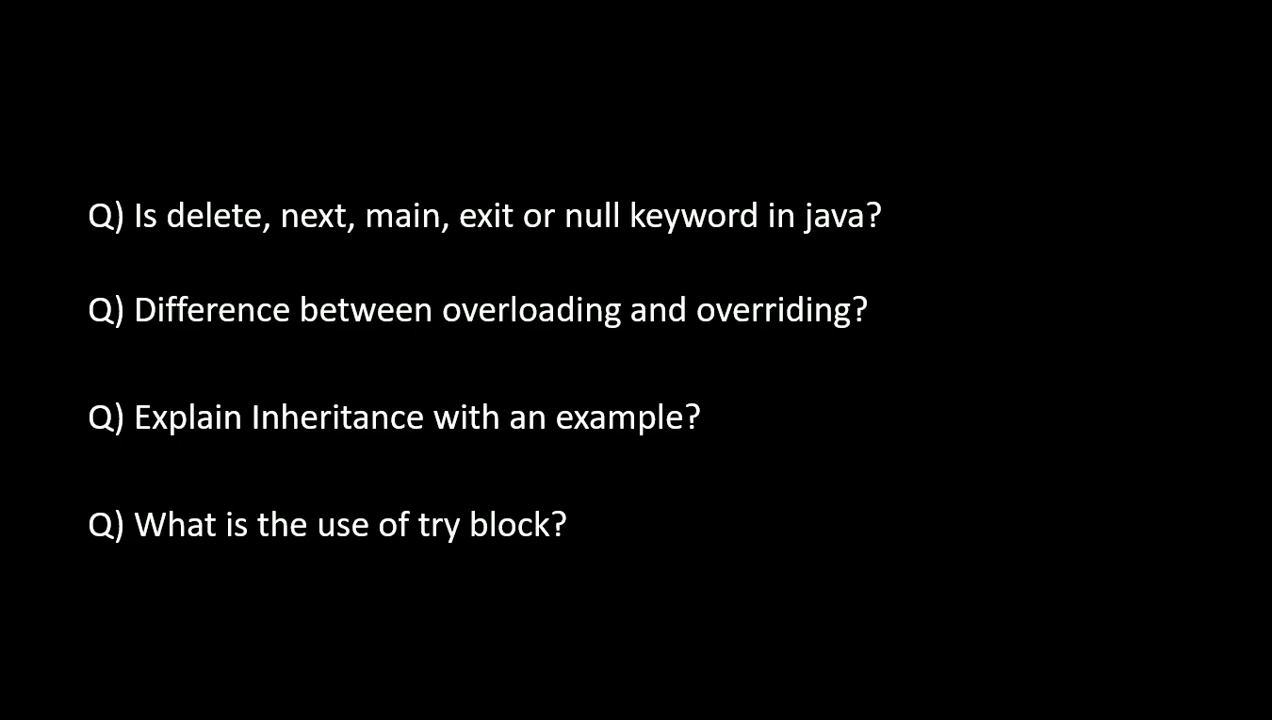 Q) Is delete, next, main, exit or null keyword in java?
Q) Difference between overloading and overriding?
Q) Explain Inheritance with an example?
Q) What is the use of try block?